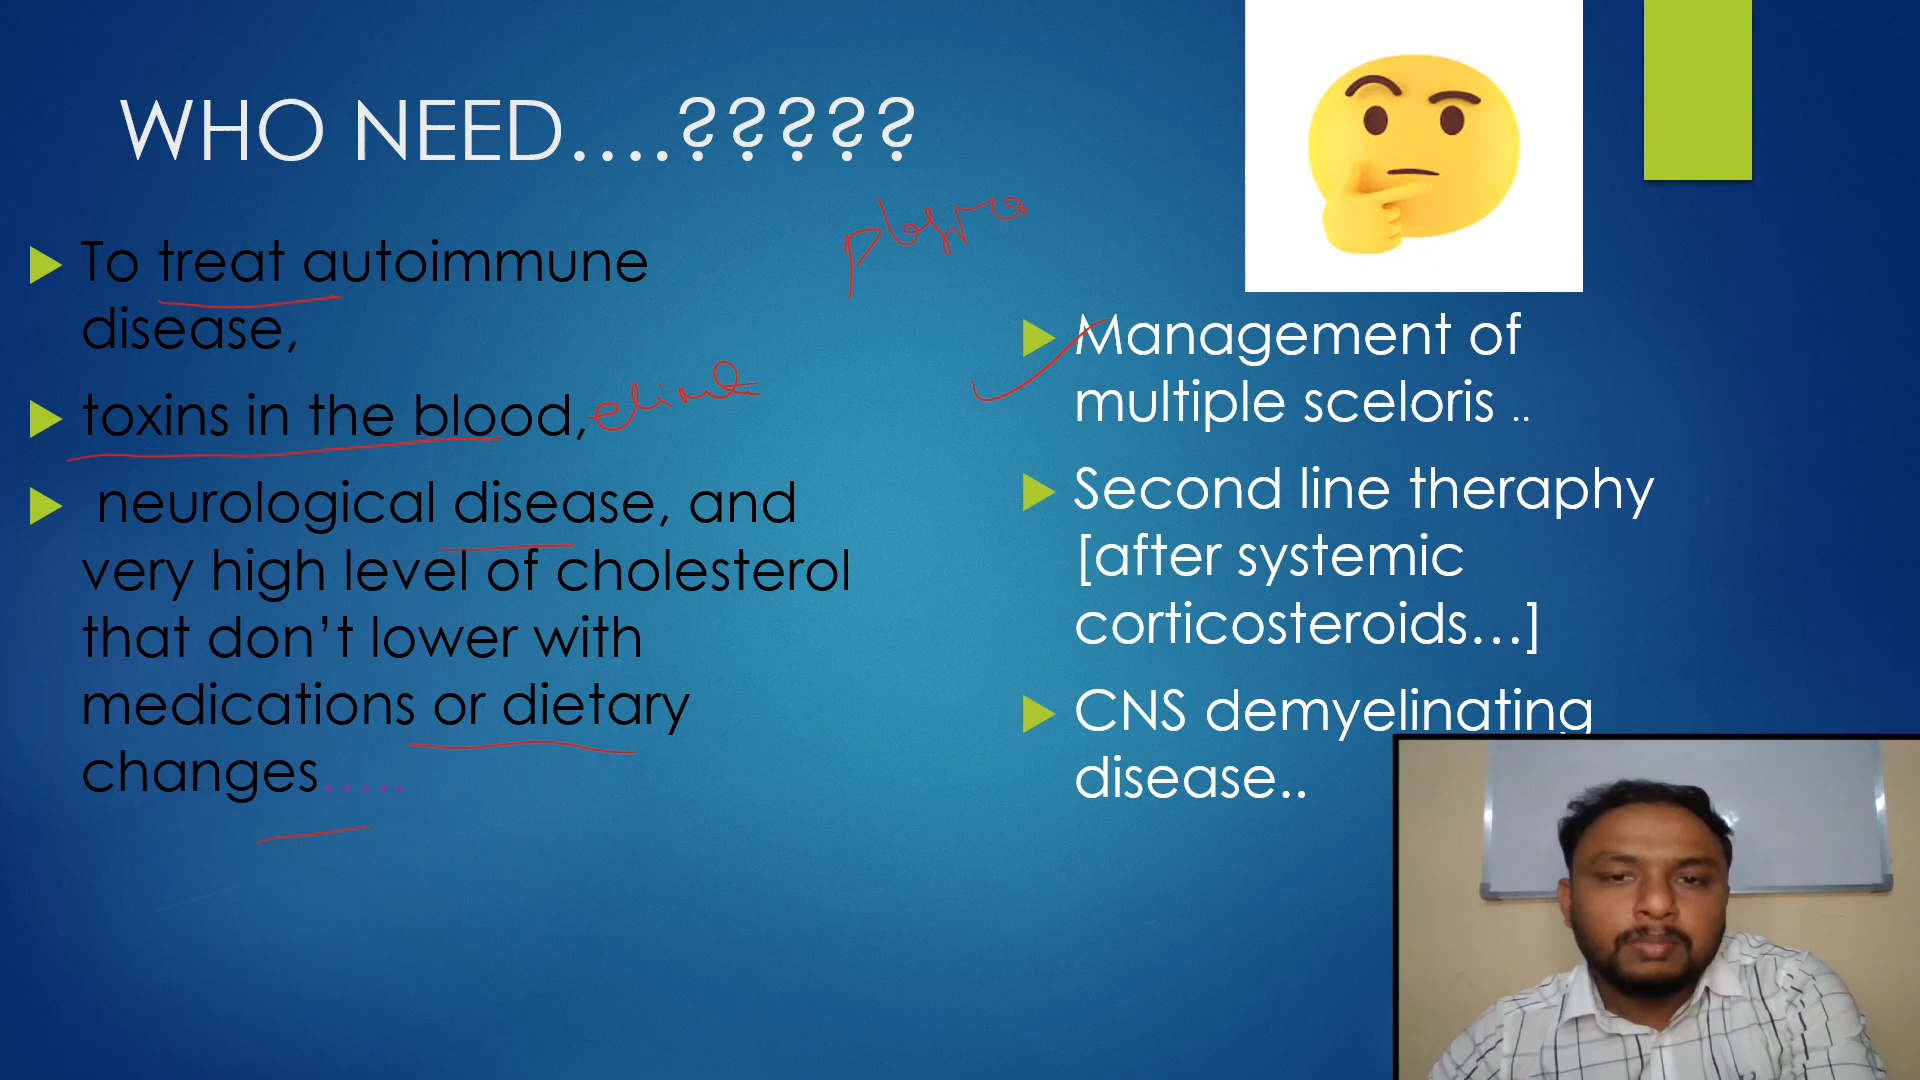 WHO NEED....?????
To treat autoimmune
disease,
toxins in the blood,
neurological disease, and
very high level of cholesterol
that don't lower with
medications or dietary
changes.....
Management of
multiple sceloris ..
Second line theraphy
[after systemic
corticosteroids...]
CNS demyelinating
disease..